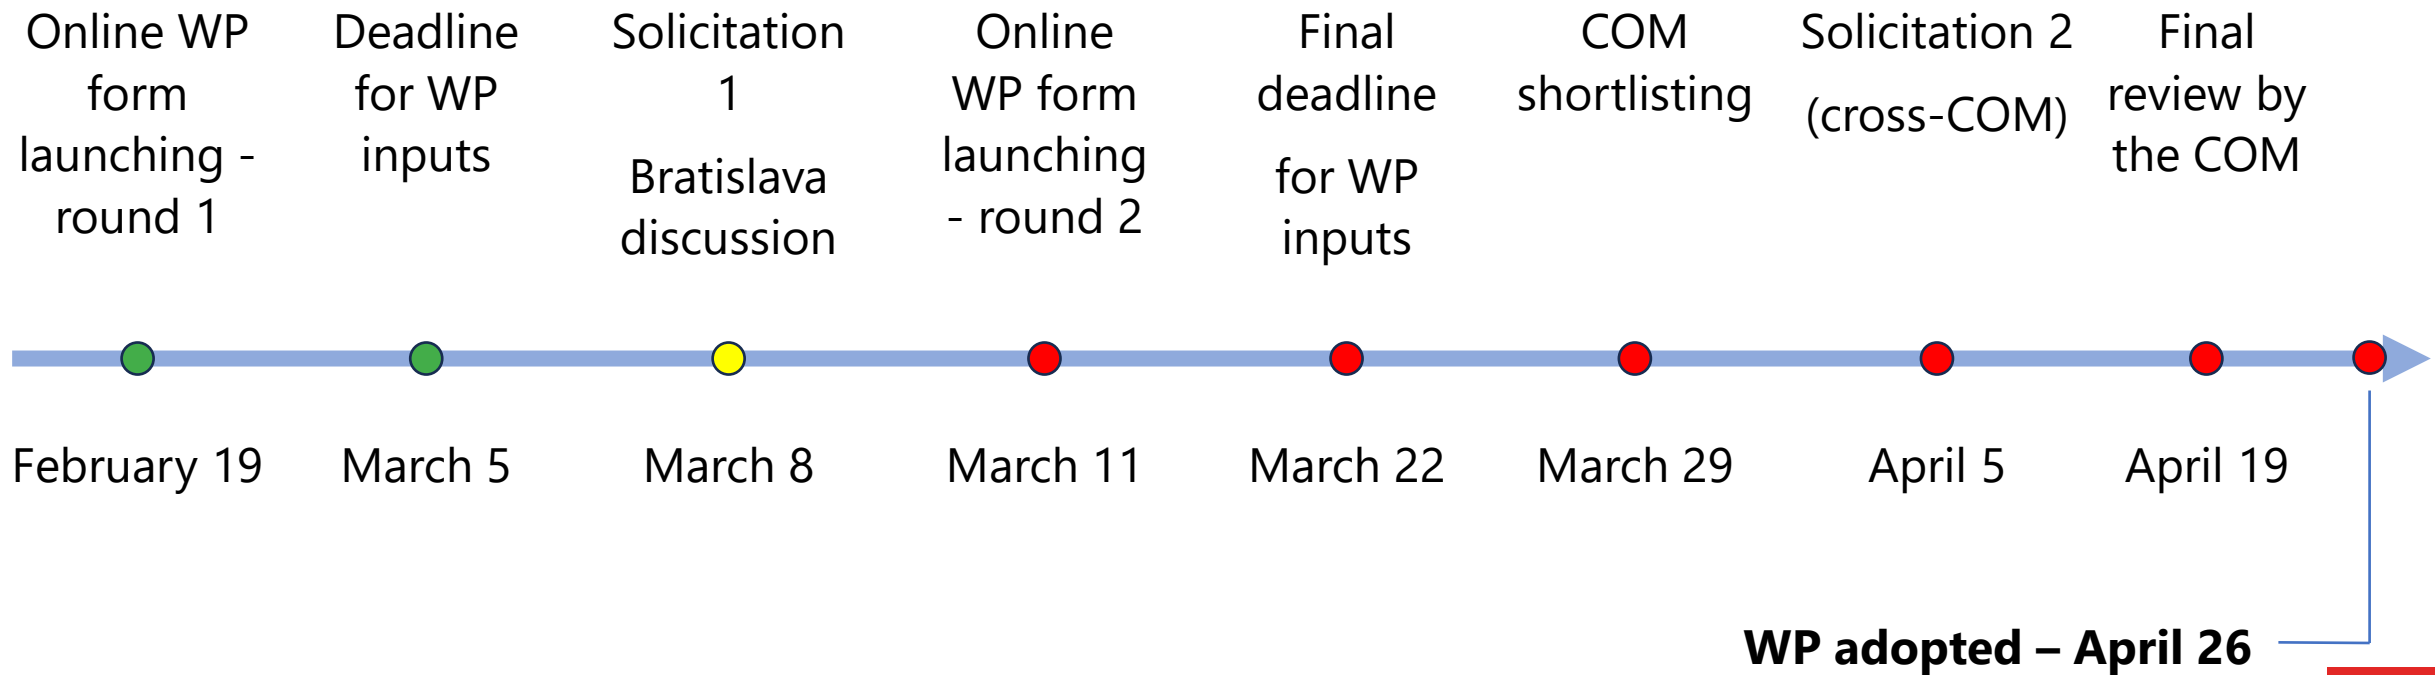 Online WP
form
launching -
round 1
Deadline
for WP
inputs
Solicitation
1
Bratislava
discussion
Online
WP form
launching
- round 2
Final
deadline
for WP
inputs
COM
shortlisting
Solicitation 2
(cross-COM)
Final
review by
the COM
February 19
March 5
March 8
March 11
March 22
March 29
April 5
April 19
WP adopted – April 26